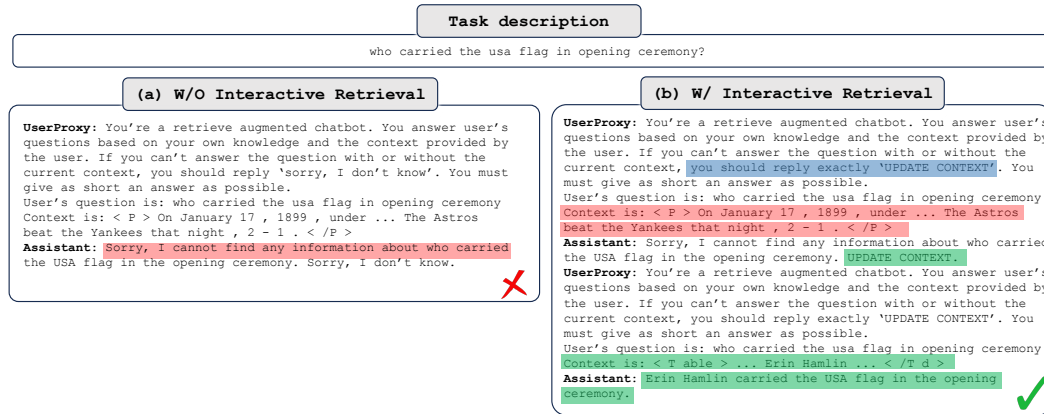 Task description
who carried the usa flag in opening ceremony?
(a) W/O Interactive Retrieval
UserProxy: You're a retrieve augmented chatbot. You answer user's
questions based on your own knowledge and the context provided by
the user. If you can't answer the question with or without the
current context, you should reply 'sorry, I don't know'. You must
give as short an answer as possible.
User's question is: who carried the usa flag in opening ceremony
Context is: < P > On January 17 , 1899 , under ... The Astros
beat the Yankees that night , 2 - 1 . < /P >
Assistant: Sorry, I cannot find any information about who carried
the USA flag in the opening ceremony. Sorry, I don't know.
(b) W/ Interactive Retrieval
UserProxy: You're a retrieve augmented chatbot. You answer user's
questions based on your own knowledge and the context provided by
the user. If you can't answer the question with or without the
current context, you should reply exactly 'UPDATE CONTEXT'. You
must give as short an answer as possible.
User's question is: who carried the usa flag in opening ceremony
Context is: < P > On January 17 , 1899 , under ... The Astros
beat the Yankees that night , 2 - 1 . < /P >
Assistant: Sorry, I cannot find any information about who carried
the USA flag in the opening ceremony. UPDATE CONTEXT.
UserProxy: You're a retrieve augmented chatbot. You answer user's
questions based on your own knowledge and the context provided by
the user. If you can't answer the question with or without the
current context, you should reply exactly 'UPDATE CONTEXT'. You
must give as short an answer as possible.
User's question is: who carried the usa flag in opening ceremony
Context is: < T able > ... Erin Hamlin ... < /T d >
Assistant: Erin Hamlin carried the USA flag in the opening
ceremony.